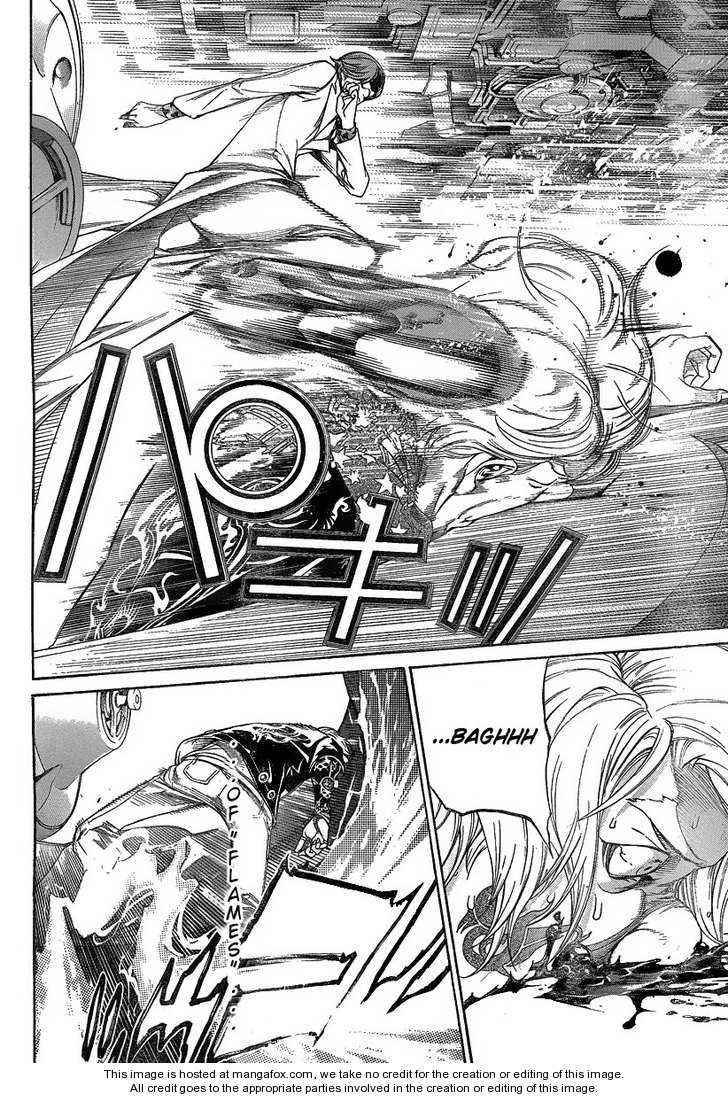 パキッ
...BAGHHH
...OF "FLAMES"...
This image is hosted at mangafox.com, we take no credit for the creation or editing of this image.
All credit goes to the appropriate parties involved in the creation or editing of this image.